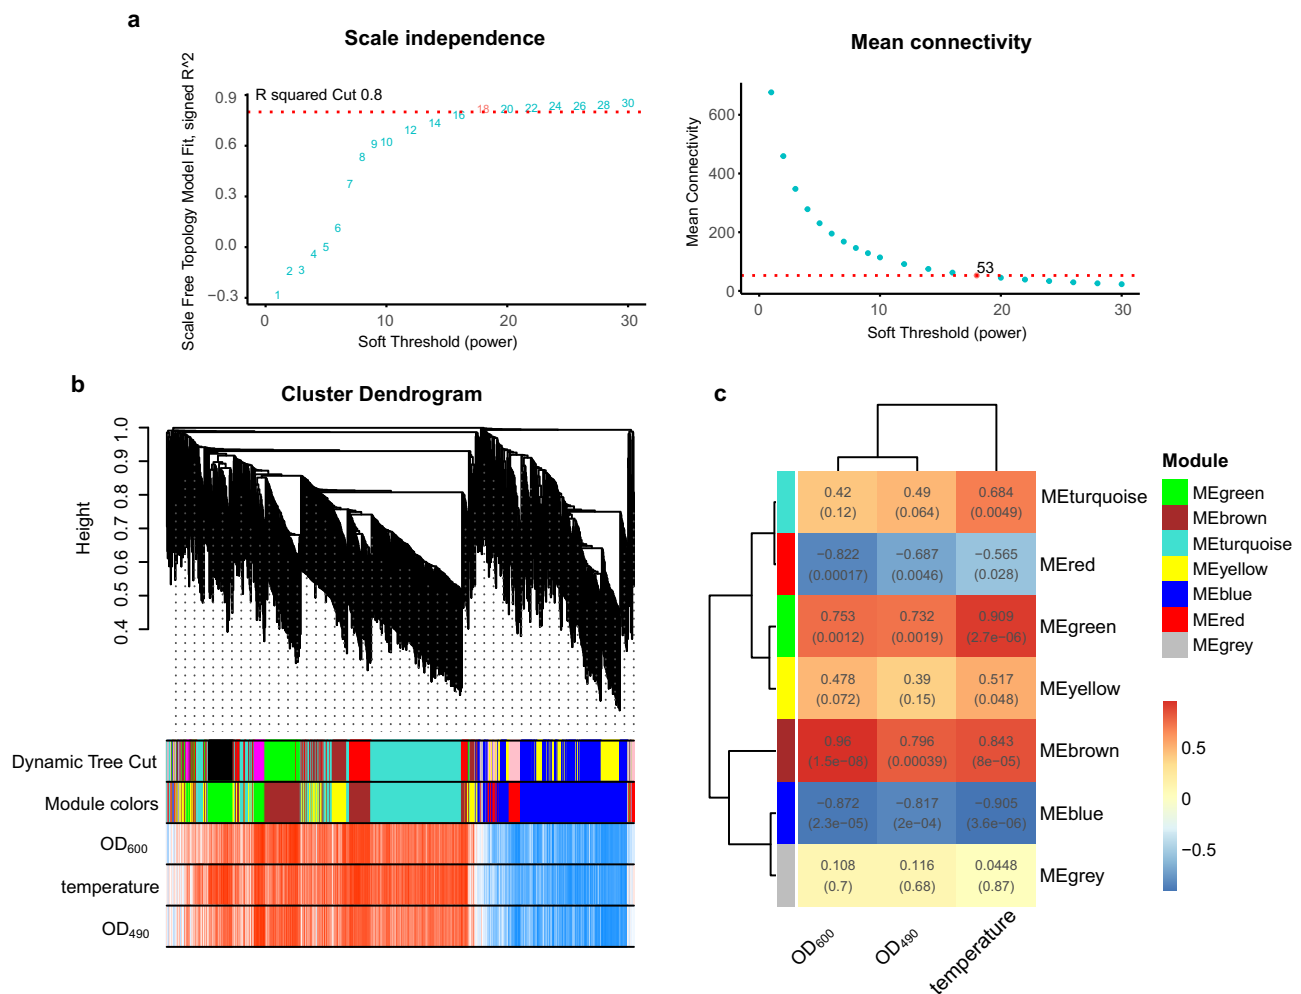 a
Scale independence
Scale Free Topology Model Fit, signed R^2
0.9
0.6
0.3
0.0
−0.3
R squared Cut 0.8
1
2
3
4
5
6
7
8
9
10
12
14
16
18
20
22
24
26
28
30
0
10
20
30
Soft Threshold (power)
Mean connectivity
Mean Connectivity
600
400
200
0
53
0
10
20
30
Soft Threshold (power)
b
Cluster Dendrogram
Height
1.0
0.9
0.8
0.7
0.6
0.5
0.4
Dynamic Tree Cut
Module colors
OD600
temperature
OD490
c
0.42 0.49 0.684
(0.12) (0.064) (0.0049)
MEturquoise
−0.822 −0.687 −0.565
(0.00017) (0.0046) (0.028)
MEred
0.753 0.732 0.909
(0.0012) (0.0019) (2.7e−06)
MEgreen
0.478 0.39 0.517
(0.072) (0.15) (0.048)
MEyellow
0.96 0.796 0.843
(1.5e−08) (0.00039) (8e−05)
MEbrown
−0.872 −0.817 −0.905
(2.3e−05) (2e−04) (3.6e−06)
MEblue
0.108 0.116 0.0448
(0.7) (0.68) (0.87)
MEgrey
OD600
OD490
temperature
Module
MEgreen
MEbrown
MEturquoise
MEyellow
MEblue
MEred
MEgrey
0.5
0
−0.5